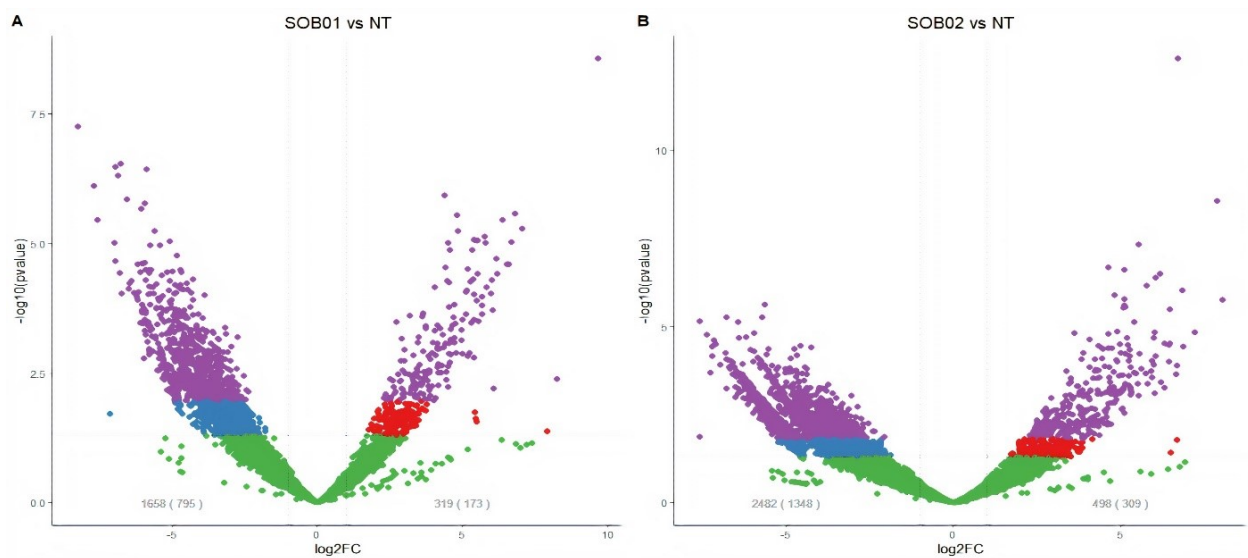 A
SOB01 vs NT
-log10(pvalue)
7.5
5.0
2.5
0.0
1658 ( 795 )
319 ( 173 )
-5
0
5
10
log2FC
B
SOB02 vs NT
-log10(pvalue)
10
5
0
2482 ( 1348 )
498 ( 309 )
-5
0
5
log2FC